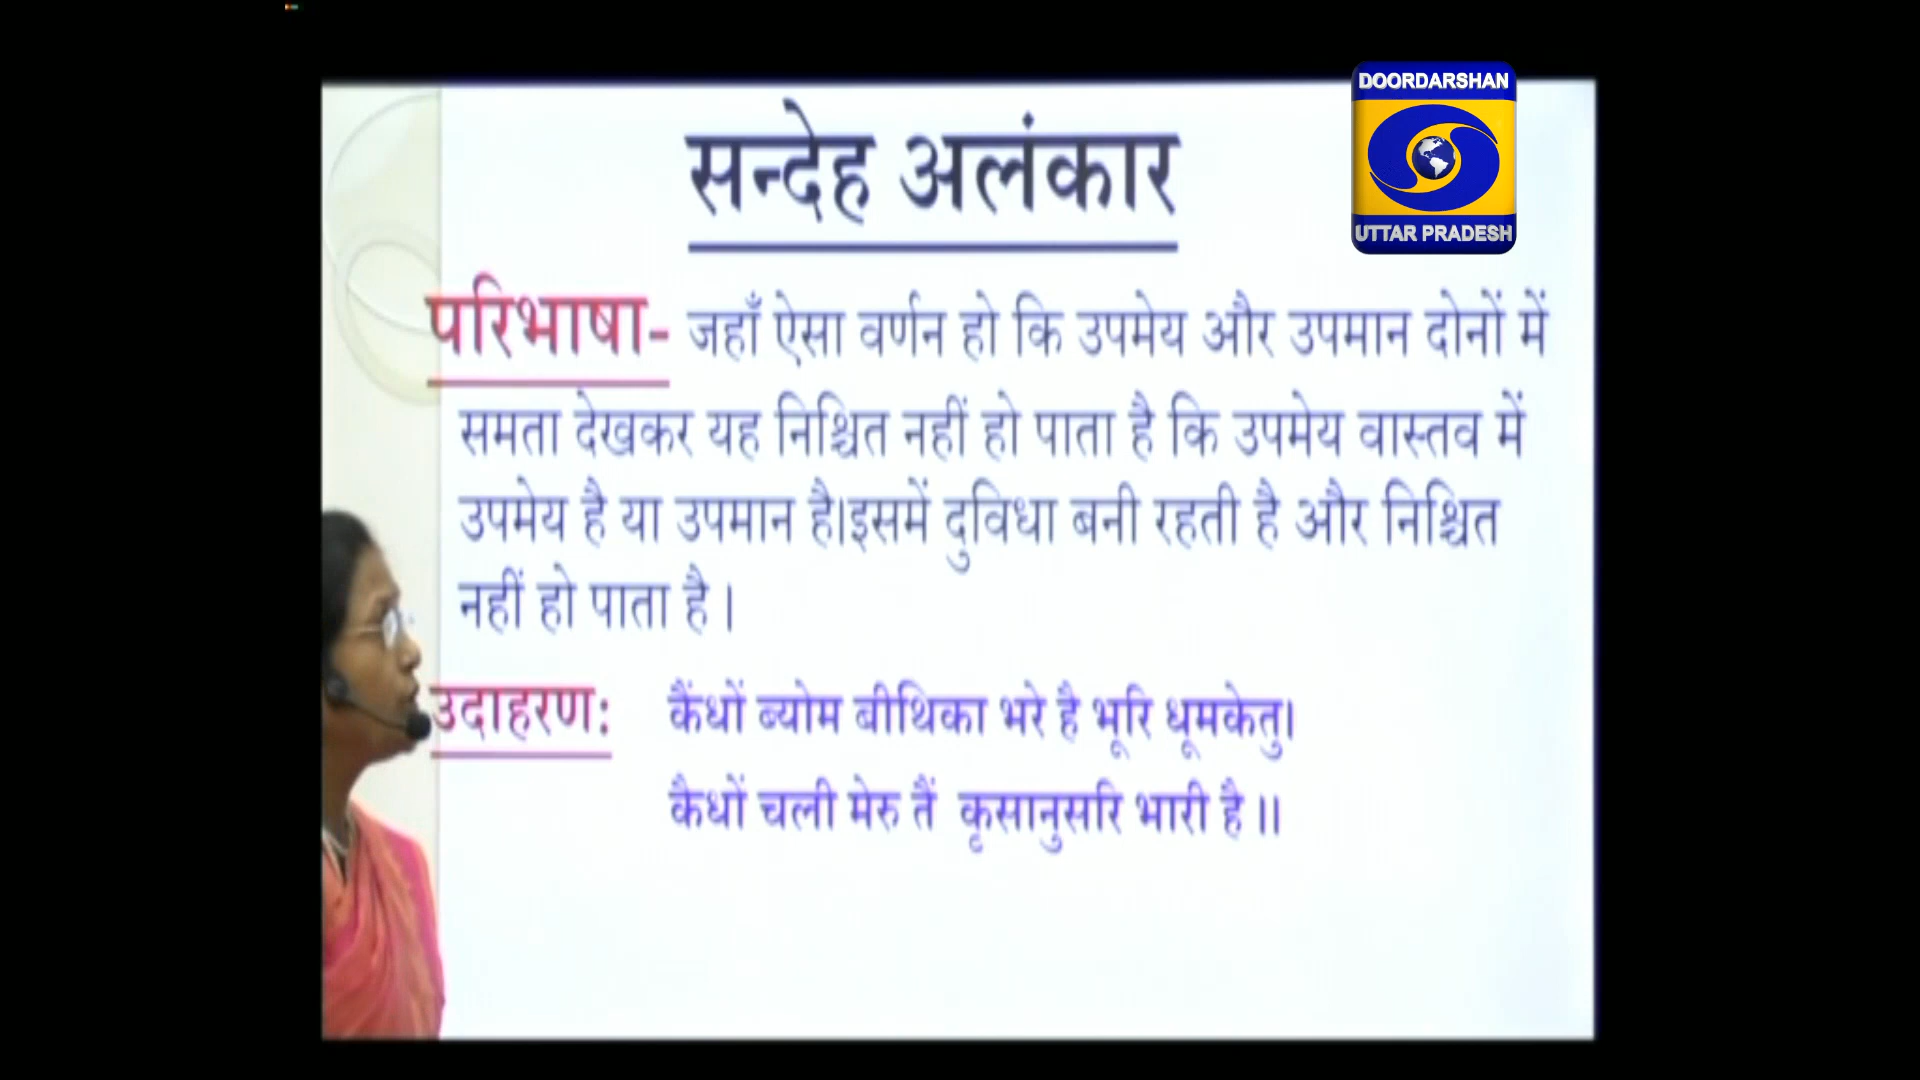 DOORDARSHAN
UTTAR PRADESH
सन्देह अलंकार
परिभाषा- जहाँ ऐसा वर्णन हो कि उपमेय और उपमान दोनों में
समता देखकर यह निश्चित नहीं हो पाता है कि उपमेय वास्तव में
उपमेय है या उपमान है।इसमें दुविधा बनी रहती है और निश्चित
नहीं हो पाता है ।
उदाहरण: कैंधों ब्योम बीथिका भरे है भूरि धूमकेतु।
कैधों चली मेरु तैं कृसानुसरि भारी है ।।